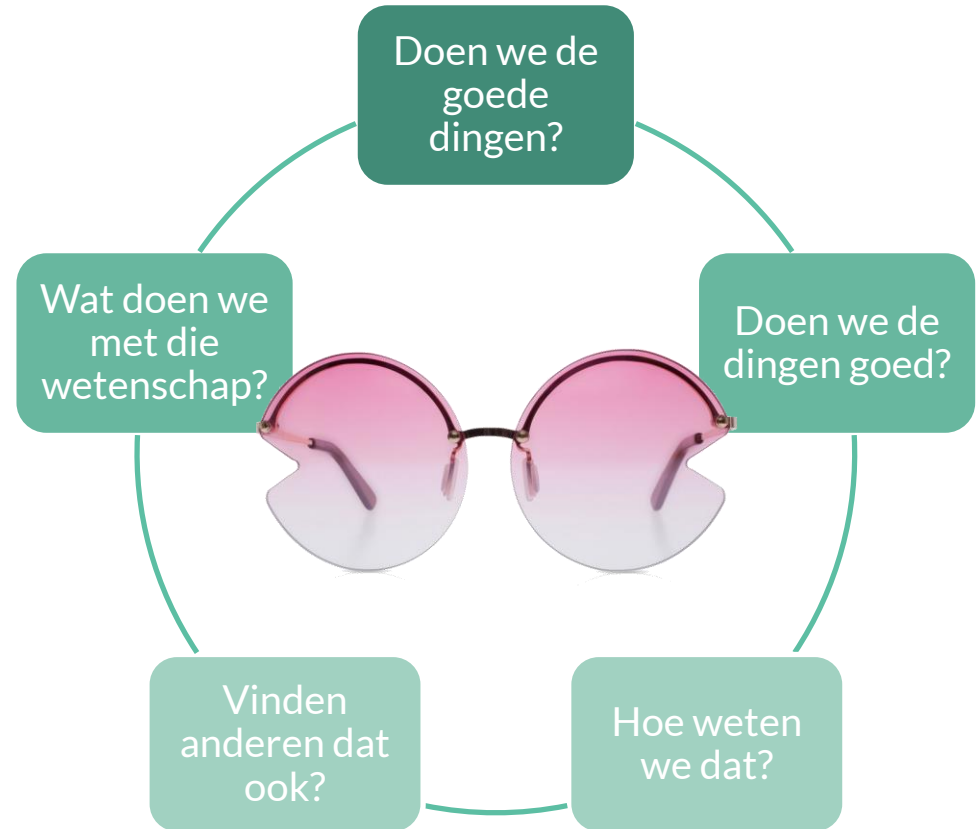 Doen we de
goede
dingen?
Doen we de
dingen goed?
Hoe weten
we dat?
Vinden
anderen dat
ook?
Wat doen we
met die
wetenschap?